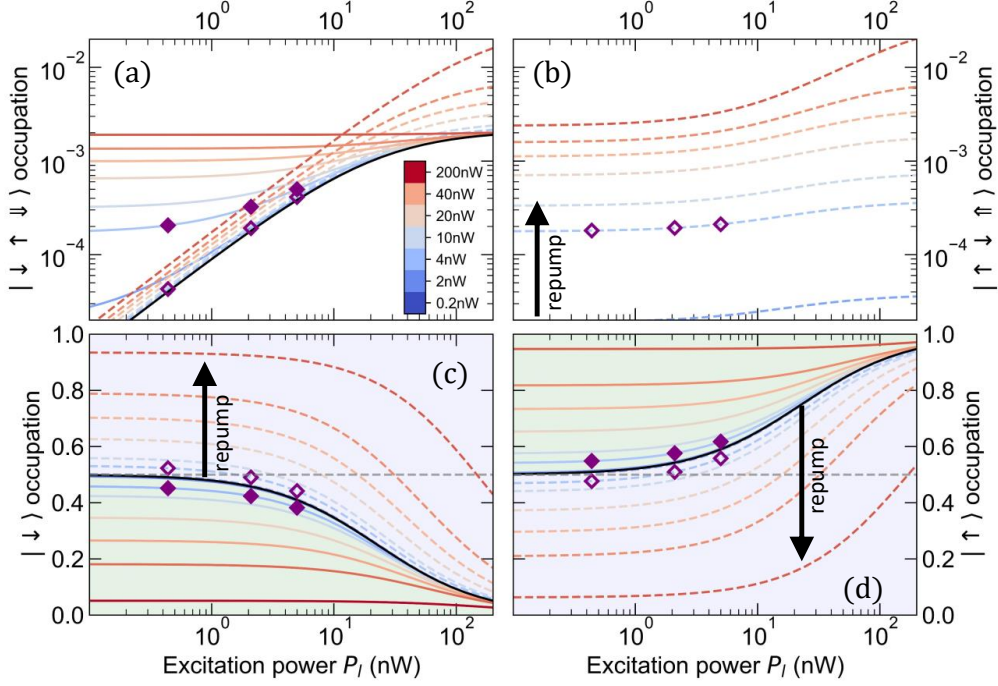 10⁰ 10¹ 10² 10⁰ 10¹ 10²
10⁻² (a) (b) 10⁻²
10⁻³ 10⁻³
10⁻⁴ 10⁻⁴
| ↓ ↑ ⇓ ⟩ occupation
200nW
40nW
20nW
10nW
4nW
2nW
0.2nW
repump
| ↑ ↓ ⇑ ⟩ occupation
1.0 (c) 1.0
0.8 0.8
0.6 0.6
0.4 0.4
0.2 0.2
0.0 (d) 0.0
| ↓ ⟩ occupation
repump
repump
| ↑ ⟩ occupation
10⁰ 10¹ 10² 10⁰ 10¹ 10²
Excitation power Pₗ (nW) Excitation power Pₗ (nW)